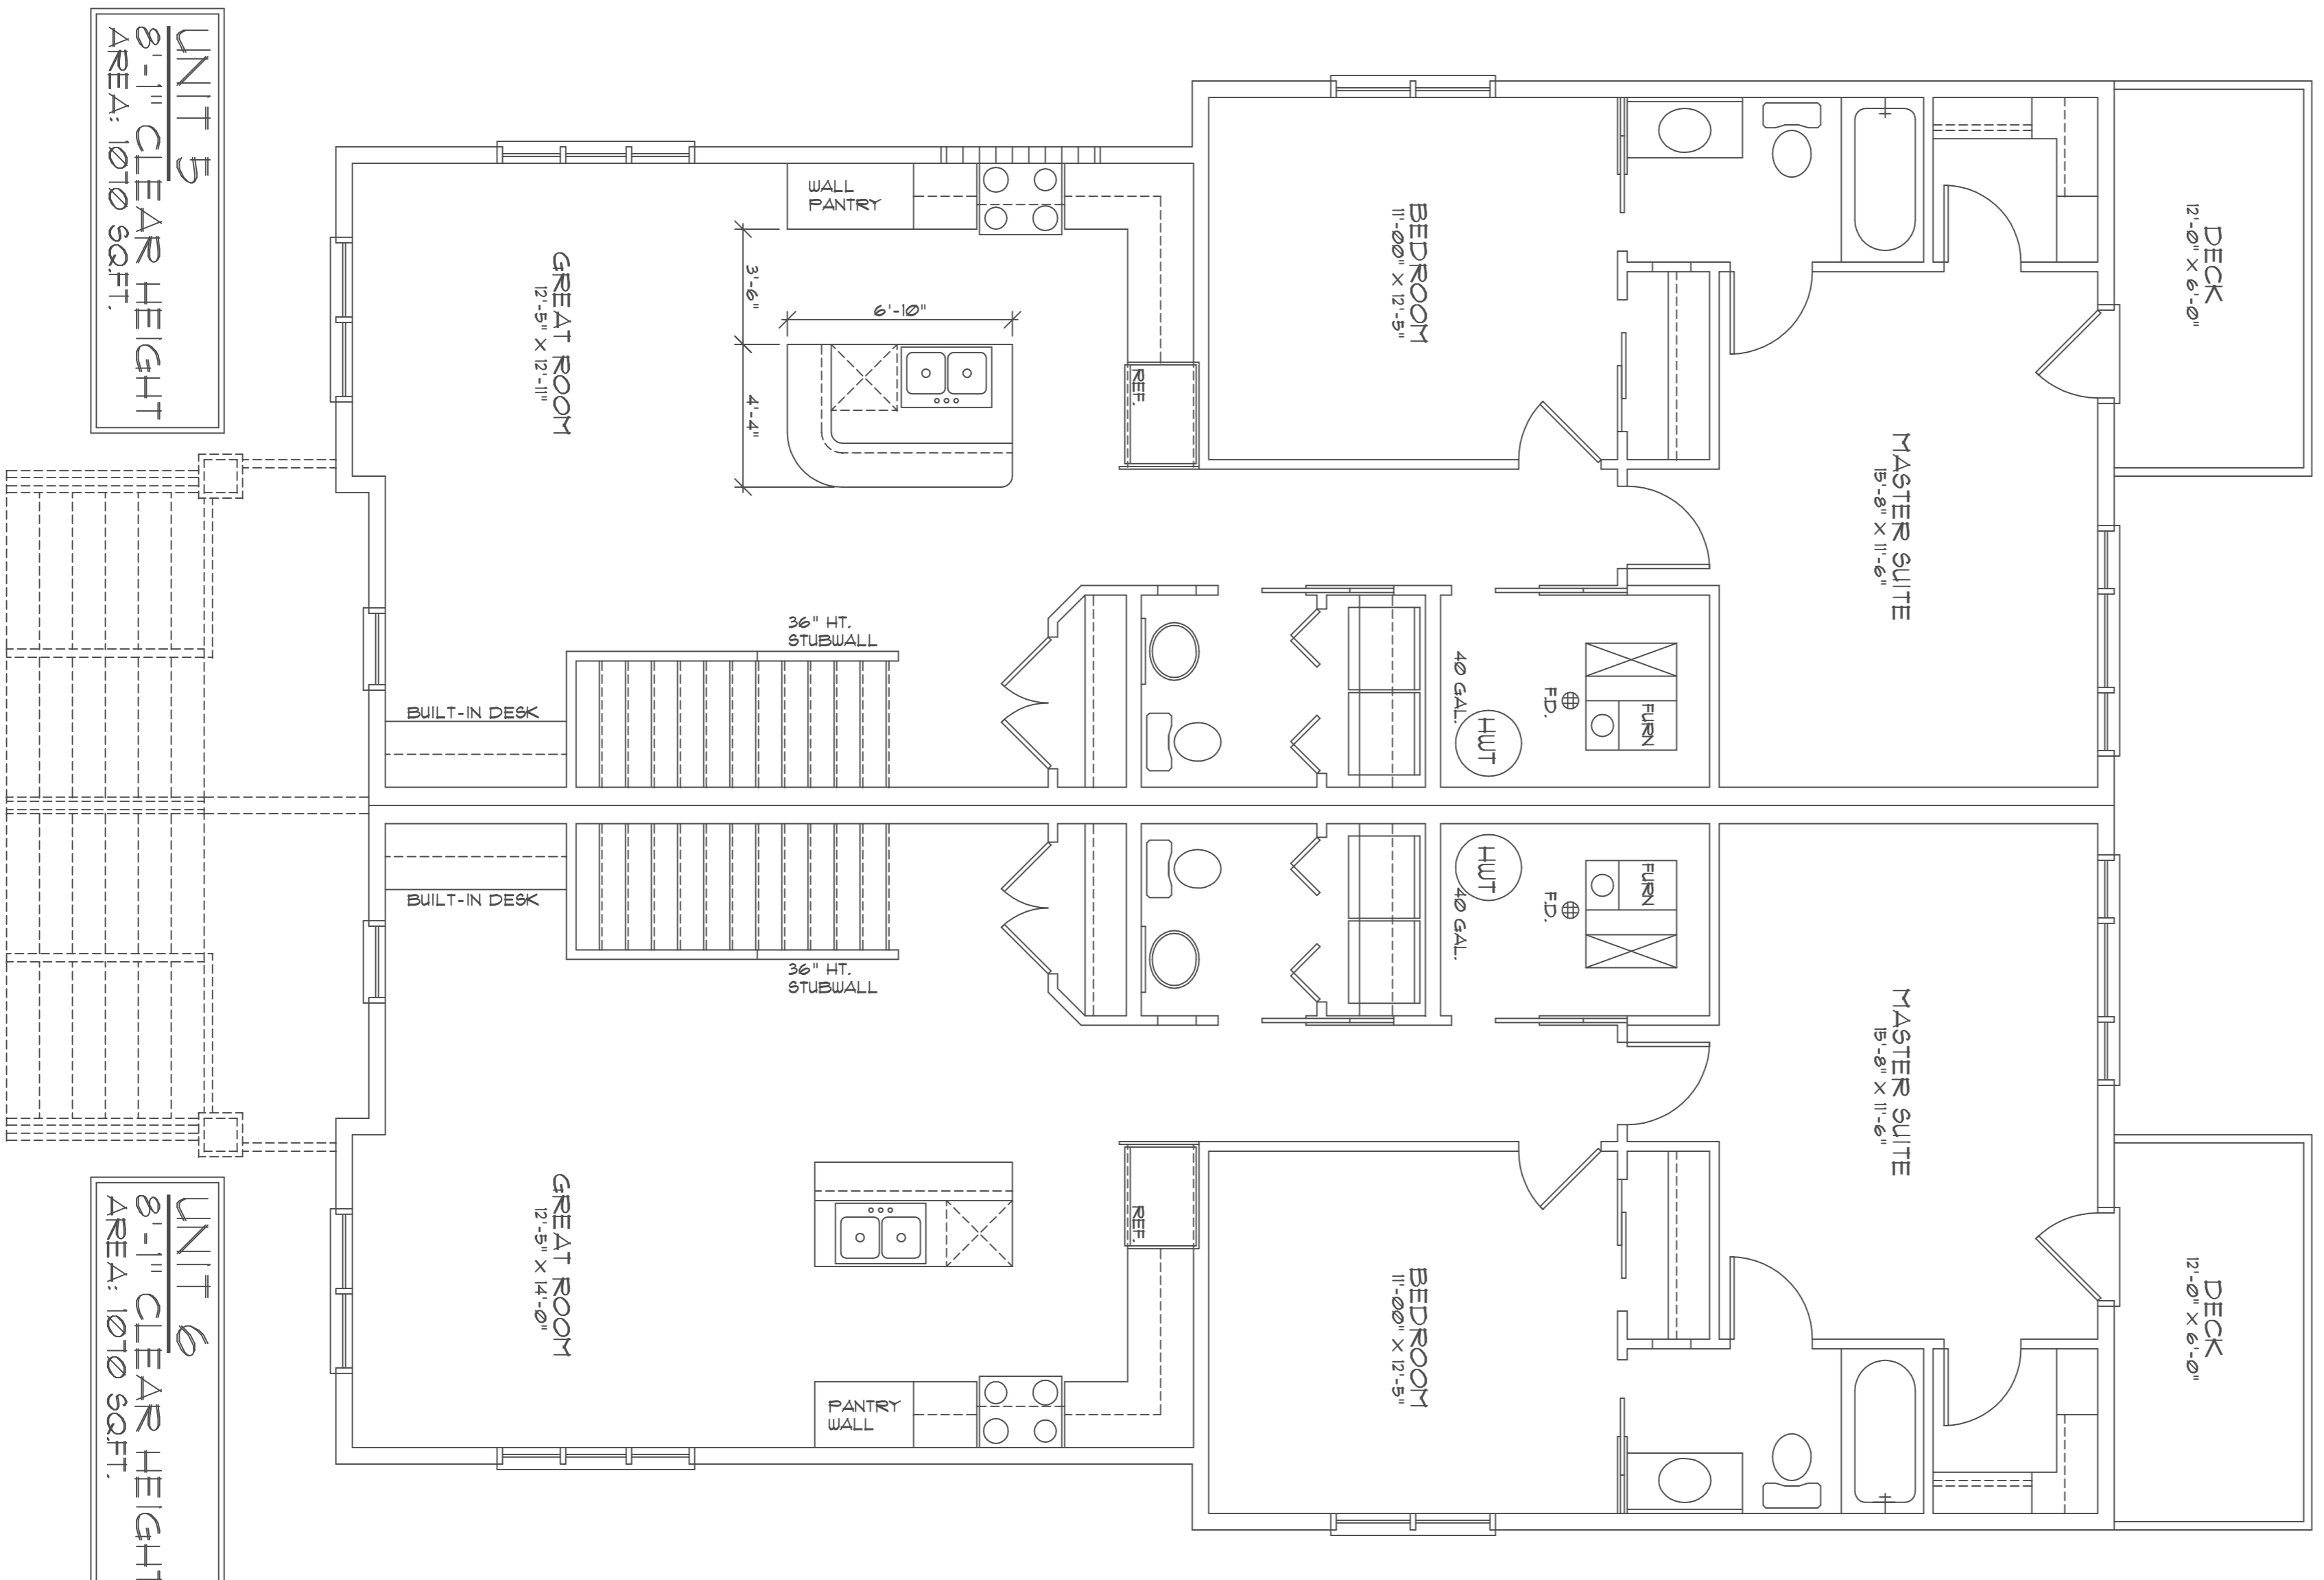 UNIT 5
8'-1" CLEAR HEIGHT
AREA: 1070 SQ.FT.
WALL
PANTRY
3'-6"
6'-10"
4'-4"
GREAT ROOM
12'-5" X 12'-11"
REF.
BEDROOM
11'-00" X 12'-5"
DECK
12'-0" X 6'-0"
MASTER SUITE
15'-8" X 11'-6"
36" HT.
STUBWALL
BUILT-IN DESK
40 GAL.
HWT
F.D.
FURN
BUILT-IN DESK
36" HT.
STUBWALL
HWT
40 GAL.
F.D.
FURN
MASTER SUITE
15'-8" X 11'-6"
GREAT ROOM
12'-5" X 14'-0"
REF.
PANTRY
WALL
BEDROOM
11'-00" X 12'-5"
DECK
12'-0" X 6'-0"
UNIT 6
8'-1" CLEAR HEIGHT
AREA: 1070 SQ.FT.